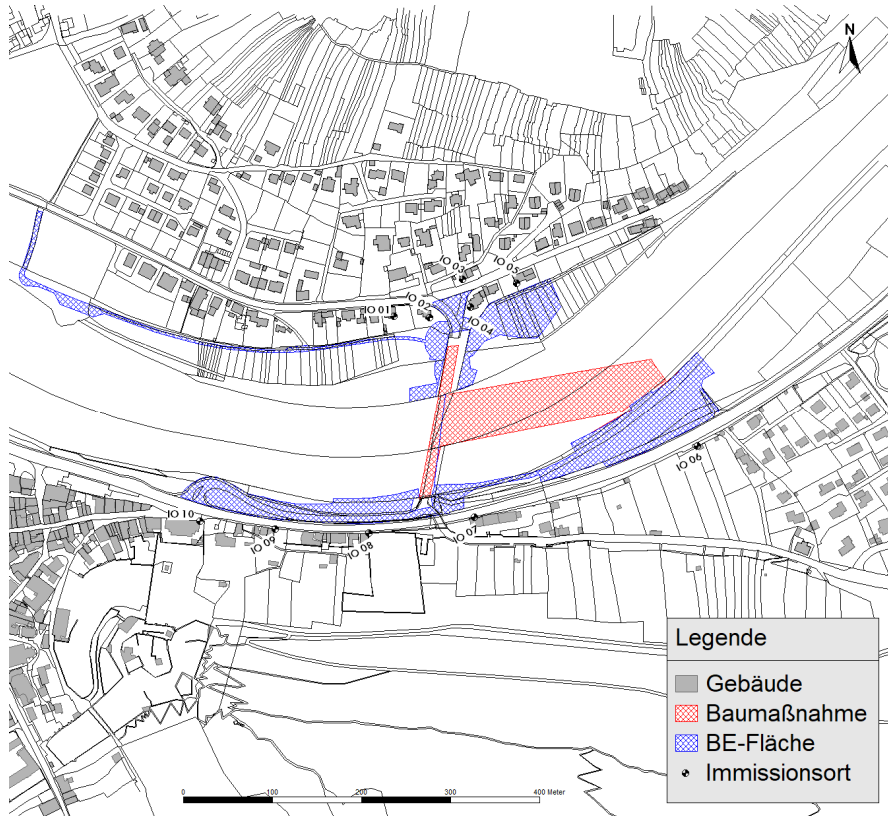 N
IO 03
IO 05
IO 02
IO 01
IO 04
IO 06
IO 10
IO 07
IO 09
IO 08
Legende
Gebäude
Baumaßnahme
BE-Fläche
Immissionsort
0 100 200 300 400 Meter